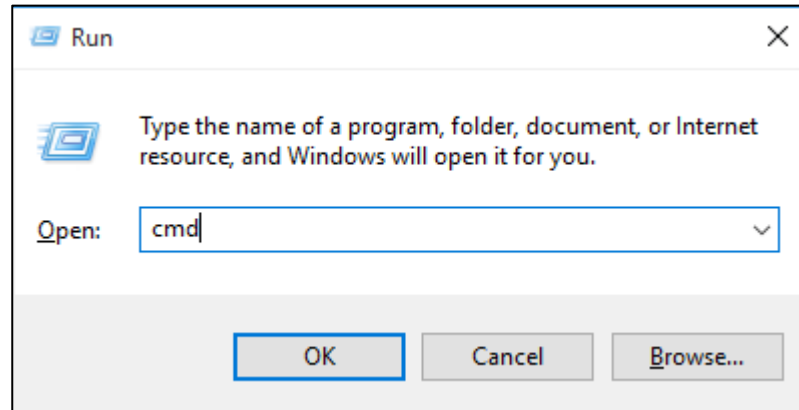 Run
Type the name of a program, folder, document, or Internet
resource, and Windows will open it for you.
Open: cmd
OK Cancel Browse...